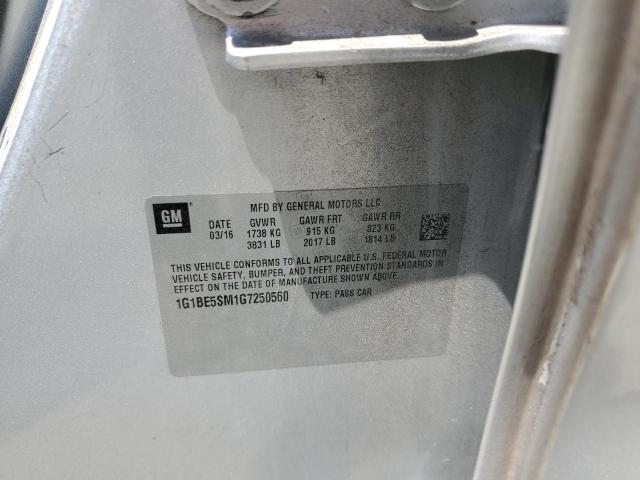 GM
MFD BY GENERAL MOTORS LLC
DATE GVWR GAWR FRT GAWR RR
03/16 1738 KG 915 KG 823 KG
3831 LB 2017 LB 1814 LB
THIS VEHICLE CONFORMS TO ALL APPLICABLE U.S. FEDERAL MOTOR
VEHICLE SAFETY, BUMPER, AND THEFT PREVENTION STANDARDS IN
EFFECT ON THE DATE OF MANUFACTURE SHOWN ABOVE.
1G1BE5SM1G7250560 TYPE: PASS CAR